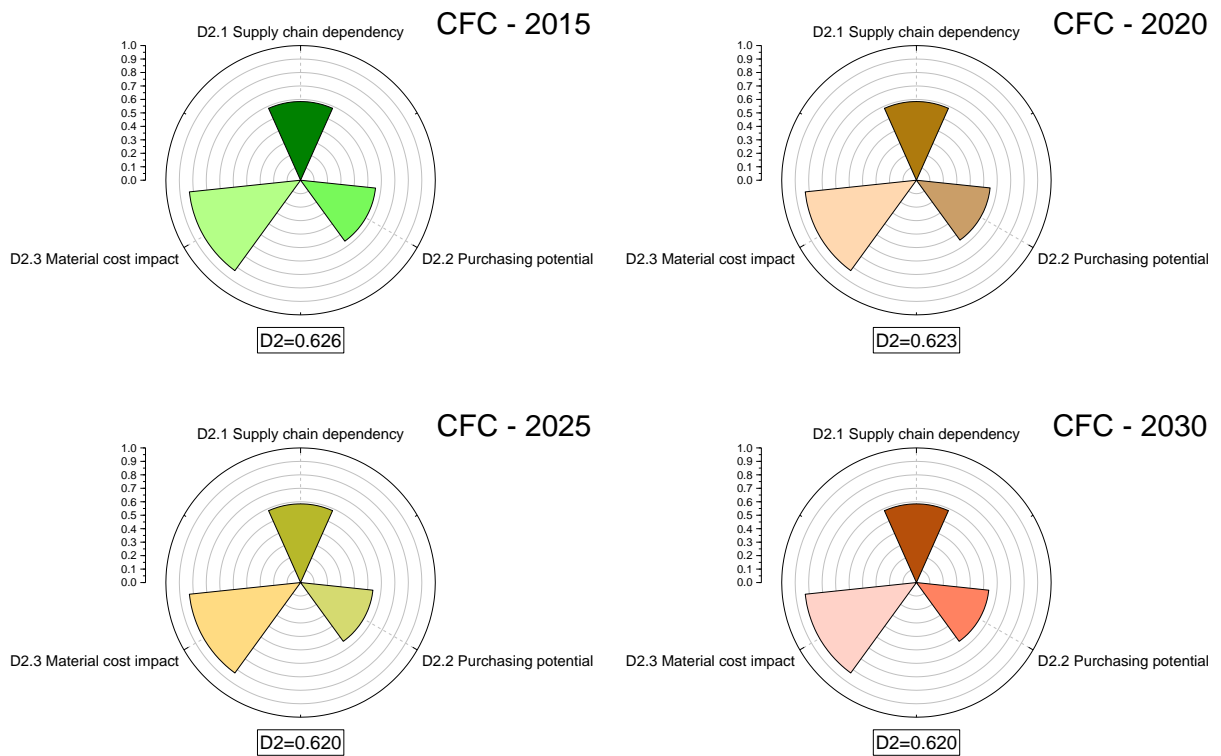 CFC - 2015
D2.1 Supply chain dependency
1.0
0.9
0.8
0.7
0.6
0.5
0.4
0.3
0.2
0.1
0.0
D2.3 Material cost impact
D2.2 Purchasing potential
D2=0.626
CFC - 2020
D2.1 Supply chain dependency
1.0
0.9
0.8
0.7
0.6
0.5
0.4
0.3
0.2
0.1
0.0
D2.3 Material cost impact
D2.2 Purchasing potential
D2=0.623
CFC - 2025
D2.1 Supply chain dependency
1.0
0.9
0.8
0.7
0.6
0.5
0.4
0.3
0.2
0.1
0.0
D2.3 Material cost impact
D2.2 Purchasing potential
D2=0.620
CFC - 2030
D2.1 Supply chain dependency
1.0
0.9
0.8
0.7
0.6
0.5
0.4
0.3
0.2
0.1
0.0
D2.3 Material cost impact
D2.2 Purchasing potential
D2=0.620